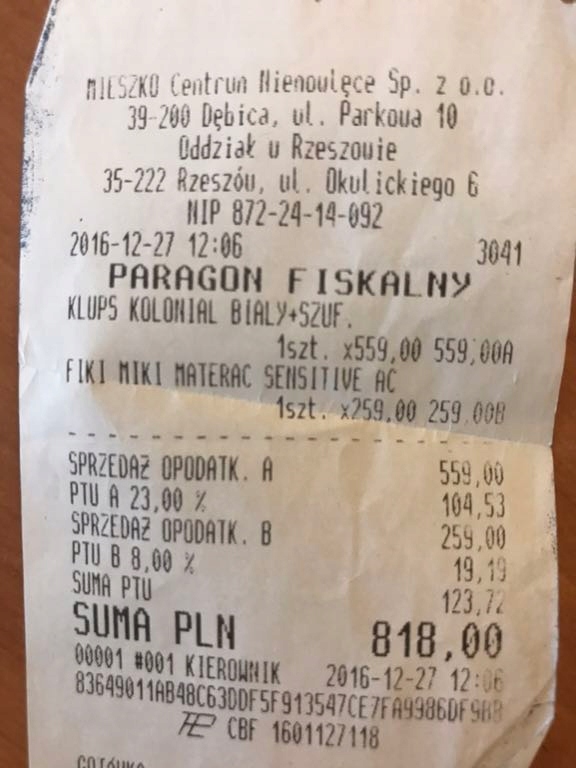 MIESZKO Centrum Niemowlęce Sp. z o.o.
39-200 Dębica, ul. Parkowa 10
Oddział w Rzeszowie
35-222 Rzeszów, ul. Okulickiego 6
NIP 872-24-14-092
2016-12-27 12:06 3041
PARAGON FISKALNY
KLUPS KOLONIAL BIALY+SZUF.
1szt. x559,00 559,00A
FIKI MIKI MATERAC SENSITIVE AC
1szt. x259,00 259,00B
SPRZEDAŻ OPODATK. A 559,00
PTU A 23,00 % 104,53
SPRZEDAŻ OPODATK. B 259,00
PTU B 8,00 % 19,19
SUMA PTU 123,72
SUMA PLN 818,00
00001 #001 KIEROWNIK 2016-12-27 12:06
83649011AB48C63DDF5F913547CE7FA9986DF9BB
CBF 1601127118
GOTÓWKA